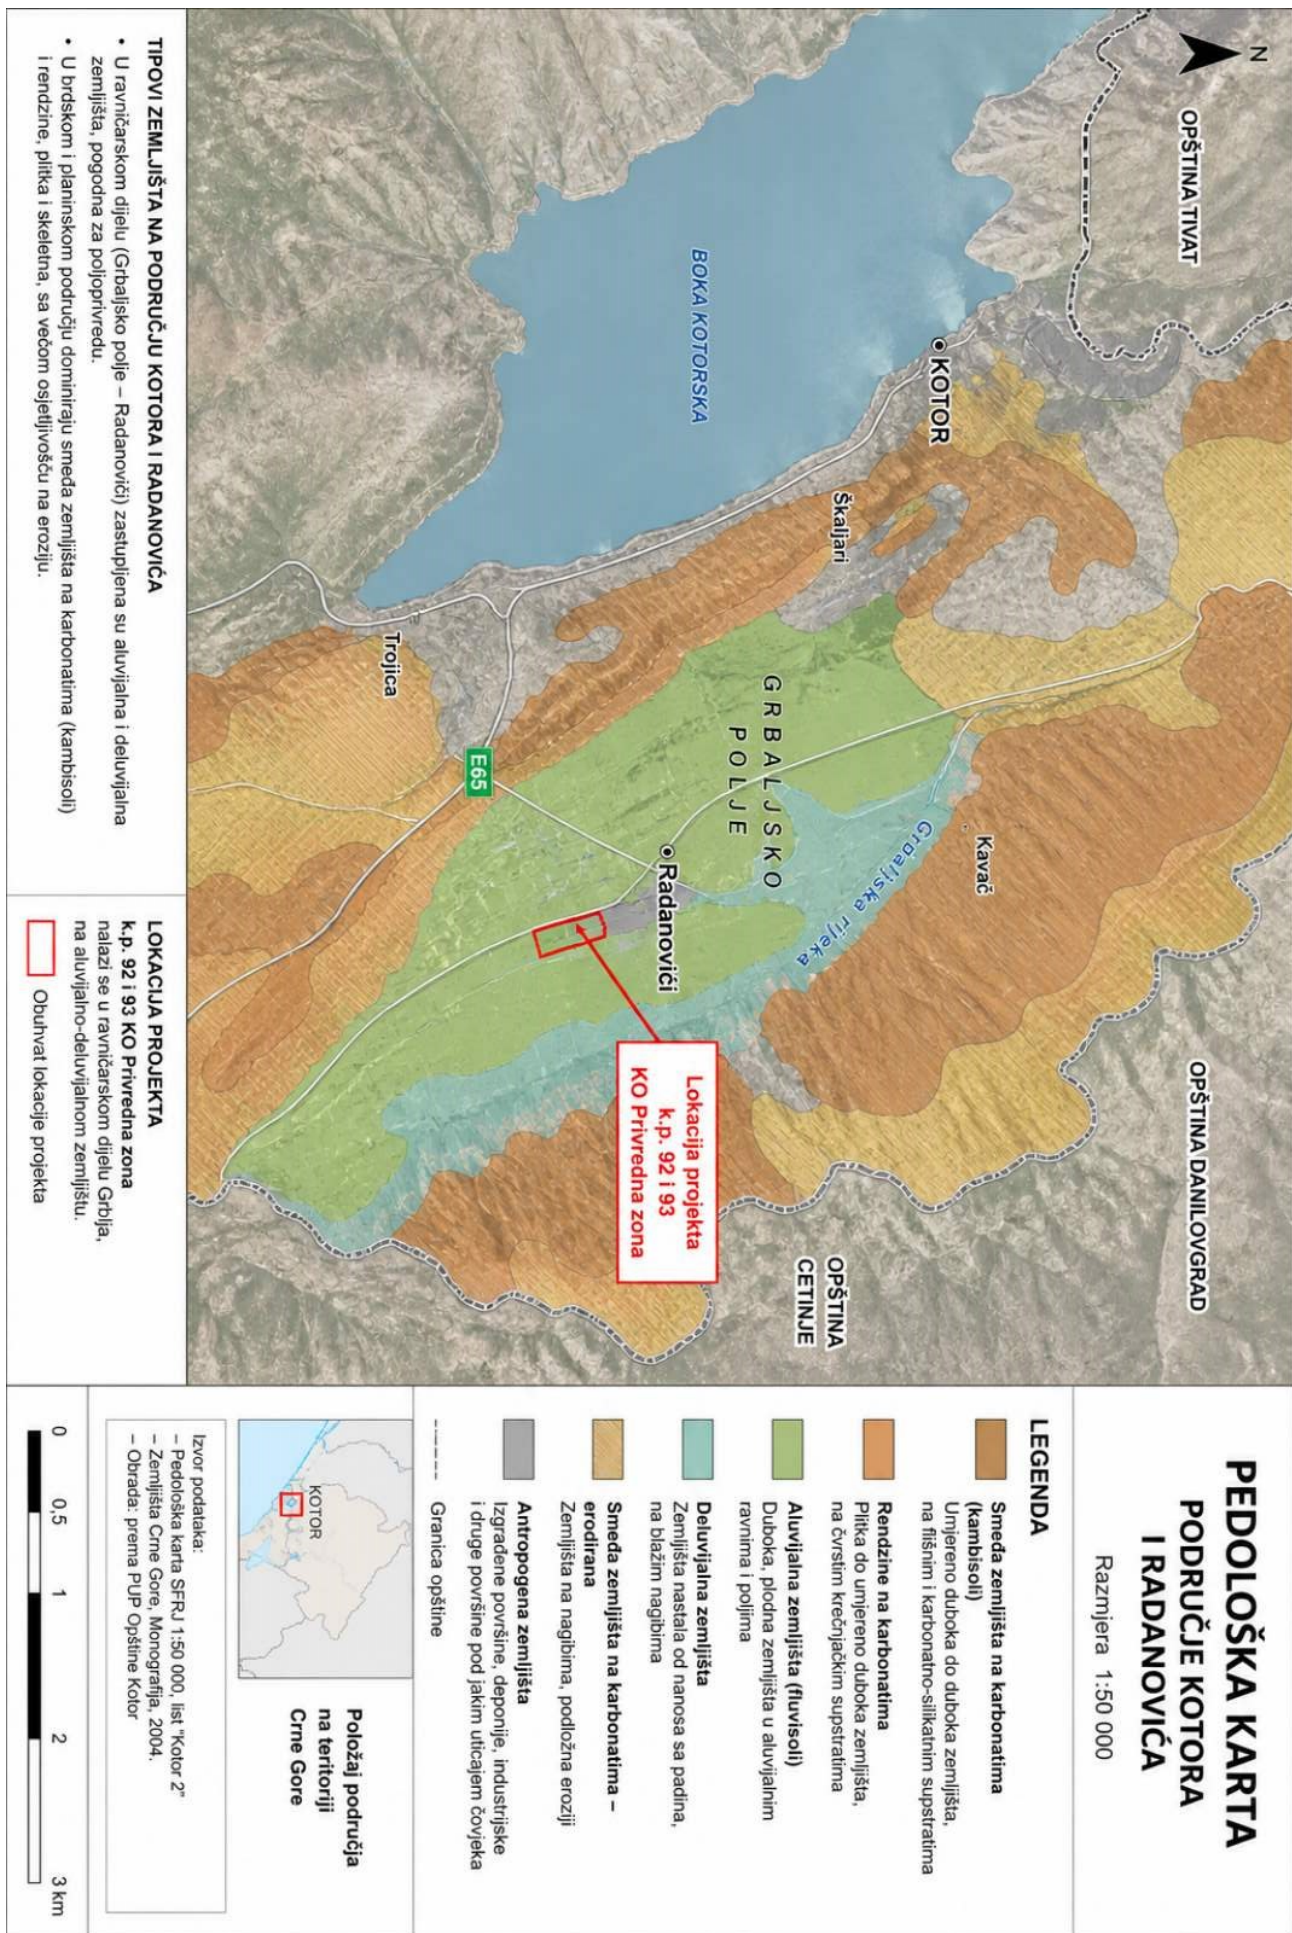 PEDOLOŠKA KARTA
PODRUČJE KOTORA
I RADANOVIĆA
Razmjera 1:50 000
LEGENDA
Smeđa zemljišta na karbonatima
(kambisoli)
Umjereno duboka do duboka zemljišta,
na flišnim i karbonatno-silikatnim supstratima
Rendzine na karbonatima
Plitka do umjereno duboka zemljišta,
na čvrstim krečnjačkim supstratima
Aluvijalna zemljišta (fluvisoli)
Duboka, plodna zemljišta u aluvijalnim
ravnima i poljima
Deluvijalna zemljišta
Zemljišta nastala od nanosa sa padina,
na blažim nagibima
Smeđa zemljišta na karbonatima –
erodirana
Zemljišta na nagibima, podložna eroziji
Antropogena zemljišta
Izgrađene površine, deponije, industrijske
i druge površine pod jakim uticajem čovjeka
Granica opštine
KOTOR
Položaj područja
na teritoriji
Crne Gore
Izvor podataka:
– Pedološka karta SFRJ 1:50 000, list "Kotor 2"
– Zemljišta Crne Gore, Monografija, 2004.
– Obrada: prema PUP Opštine Kotor
0 0,5 1 2 3 km
N
OPŠTINA TIVAT
OPŠTINA DANILOVGRAD
KOTOR
Kavač
Škaljari
Grbaljska rijeka
OPŠTINA
CETINJE
BOKA KOTORSKA
GRBALJSKO
POLJE
Radanovići
Lokacija projekta
k.p. 92 i 93
KO Privredna zona
E65
Trojica
TIPOVI ZEMLJIŠTA NA PODRUČJU KOTORA I RADANOVIĆA
• U ravničarskom dijelu (Grbaljsko polje – Radanovići) zastupljena su aluvijalna i deluvijalna
zemljišta, pogodna za poljoprivredu.
• U brdskom i planinskom području dominiraju smeđa zemljišta na karbonatima (kambisoli)
i rendzine, plitka i skeletna, sa većom osjetljivošću na eroziju.
LOKACIJA PROJEKTA
k.p. 92 i 93 KO Privredna zona
nalazi se u ravničarskom dijelu Grblja,
na aluvijalno-deluvijalnom zemljištu.
Obuhvat lokacije projekta